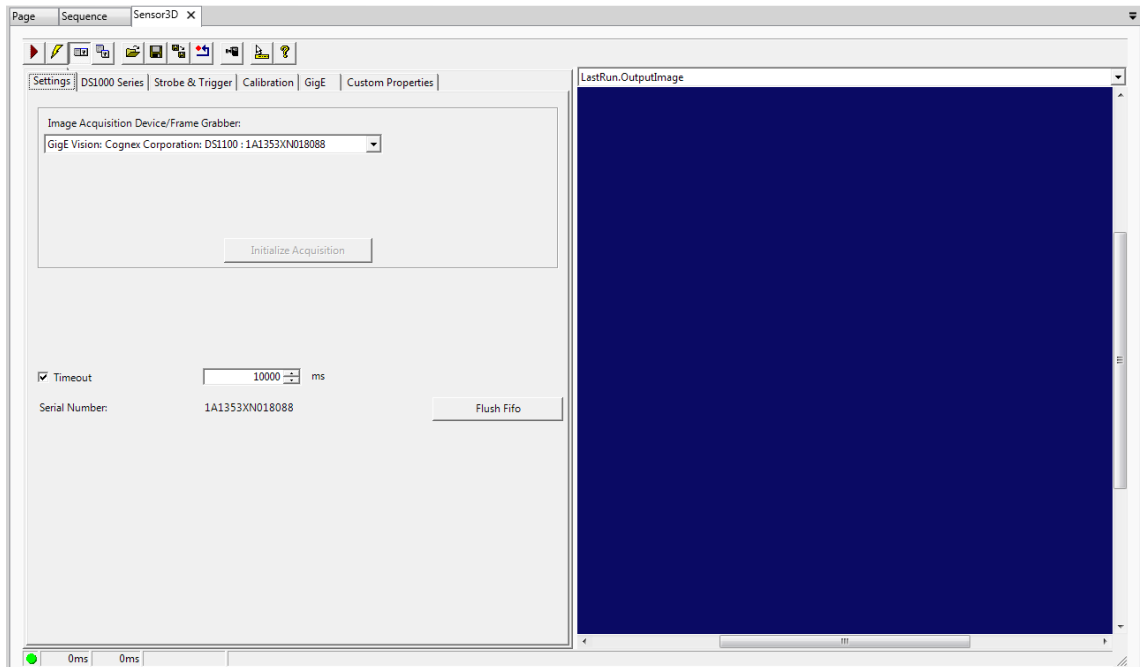 Page Sequence Sensor3D
Settings DS1000 Series Strobe & Trigger Calibration GigE Custom Properties
LastRun.OutputImage
Image Acquisition Device/Frame Grabber:
GigE Vision: Cognex Corporation: DS1100 : 1A1353XN018088
Initialize Acquisition
Timeout 10000 ms
Serial Number: 1A1353XN018088 Flush Fifo
0ms 0ms